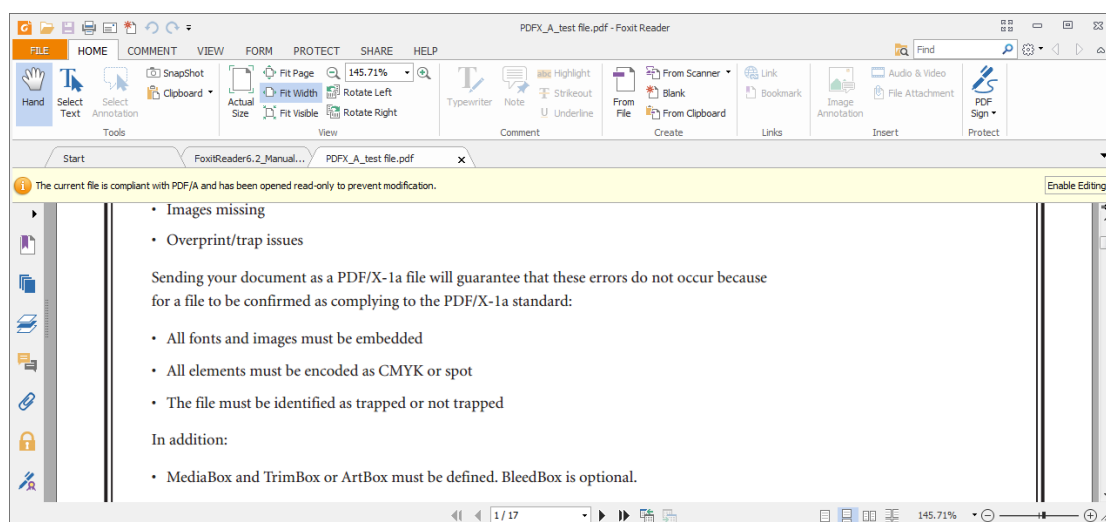 PDFX_A_test file.pdf - Foxit Reader
FILE HOME COMMENT VIEW FORM PROTECT SHARE HELP Find
Hand
Select Text
Select Annotation
SnapShot
Clipboard
Tools
Actual Size
Fit Page
Fit Width
Fit Visible
145.71%
Rotate Left
Rotate Right
View
Typewriter
Note
abc Highlight
T Strikeout
U Underline
Comment
From File
From Scanner
Blank
From Clipboard
Create
Link
Bookmark
Links
Image Annotation
Audio & Video
File Attachment
Insert
PDF Sign
Protect
Start FoxitReader6.2_Manual... PDFX_A_test file.pdf x
The current file is compliant with PDF/A and has been opened read-only to prevent modification. Enable Editing
• Images missing
• Overprint/trap issues
Sending your document as a PDF/X-1a file will guarantee that these errors do not occur because
for a file to be confirmed as complying to the PDF/X-1a standard:
• All fonts and images must be embedded
• All elements must be encoded as CMYK or spot
• The file must be identified as trapped or not trapped
In addition:
• MediaBox and TrimBox or ArtBox must be defined. BleedBox is optional.
1 / 17 145.71%